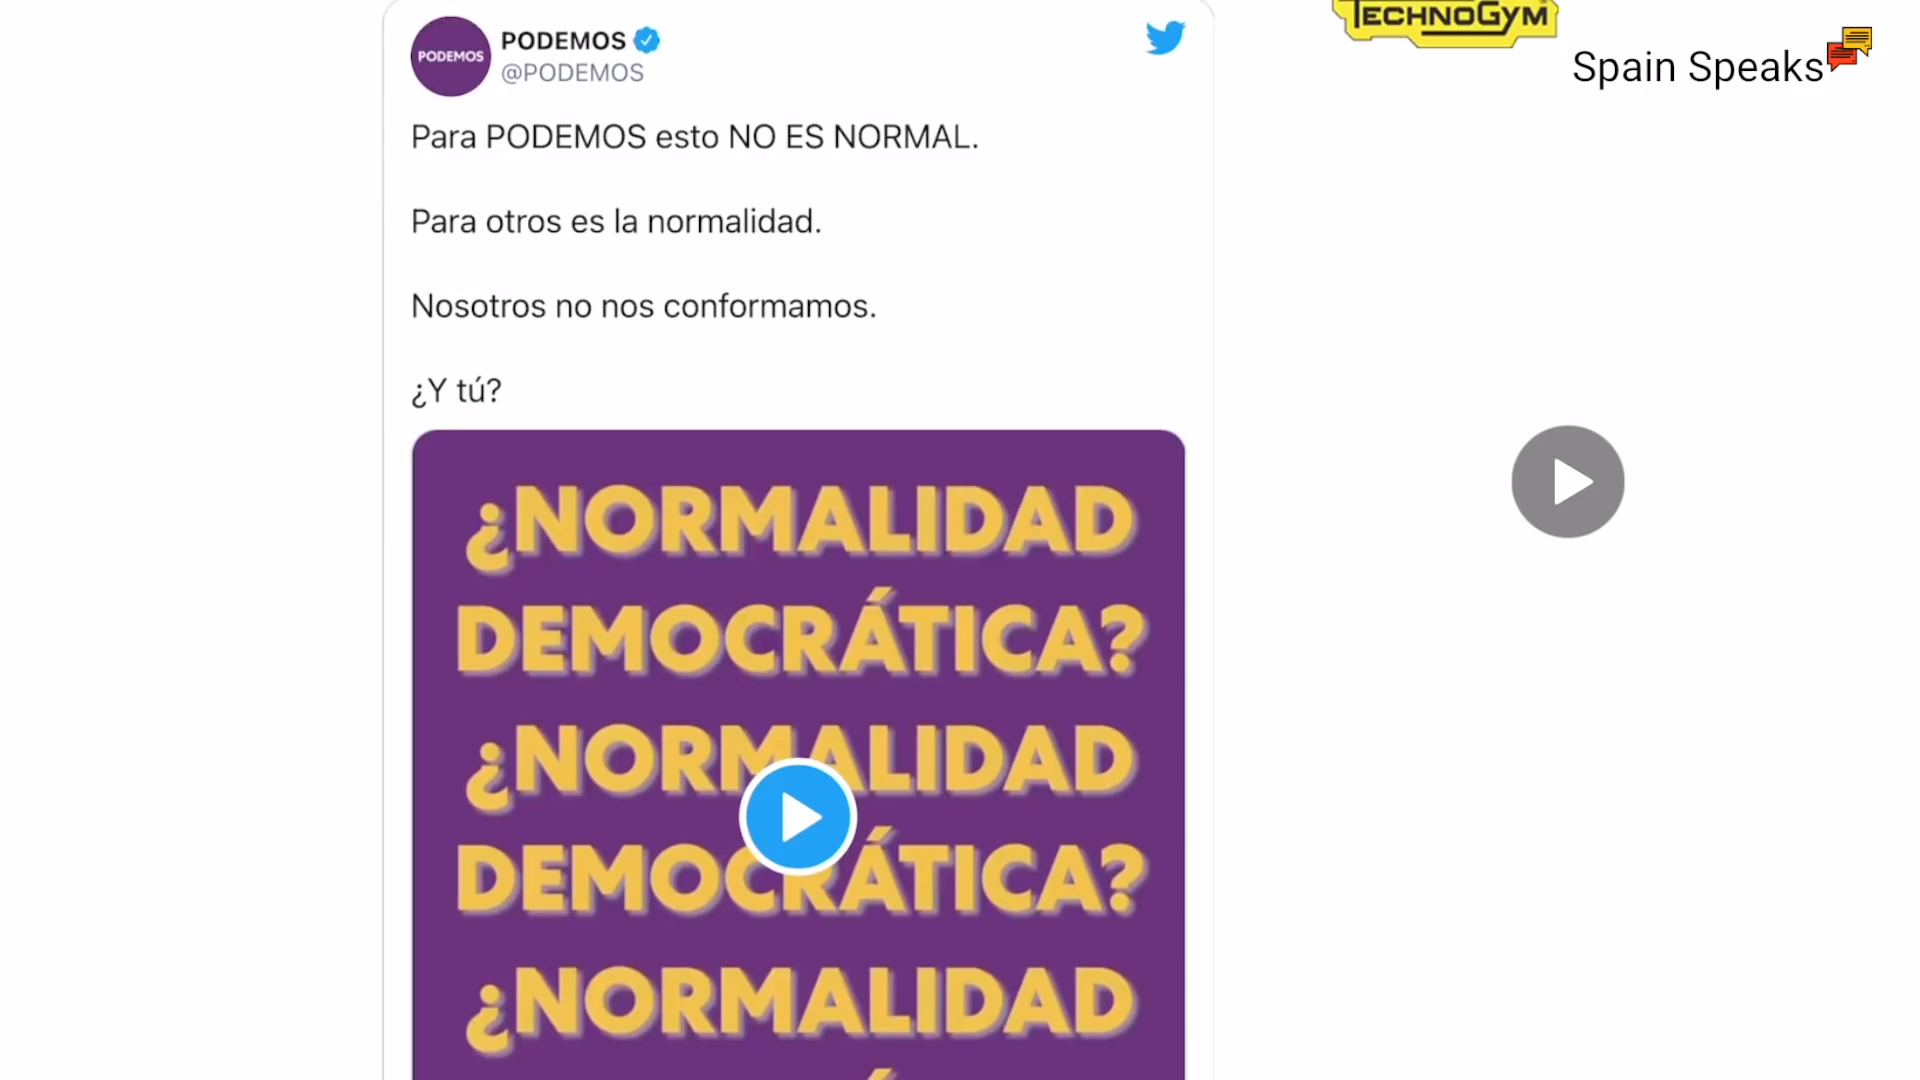 PODEMOS
PODEMOS
@PODEMOS
Para PODEMOS esto NO ES NORMAL.
Para otros es la normalidad.
Nosotros no nos conformamos.
¿Y tú?
¿NORMALIDAD
DEMOCRÁTICA?
¿NORMALIDAD
DEMOCRÁTICA?
¿NORMALIDAD
TECHNOGYM
Spain Speaks